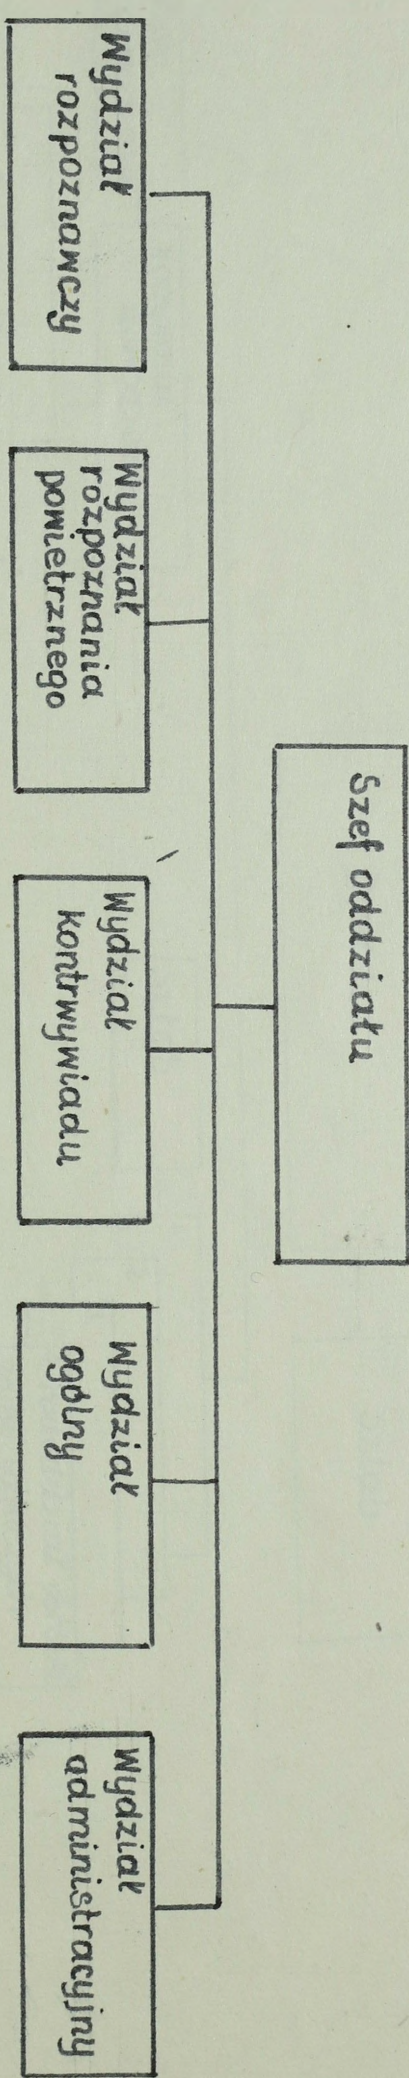 Szef oddziału
Wydział
rozpoznawczy
Wydział
rozpoznania
powietrznego
Wydział
kontrwywiadu
Wydział
ogólny
Wydział
administracyjny